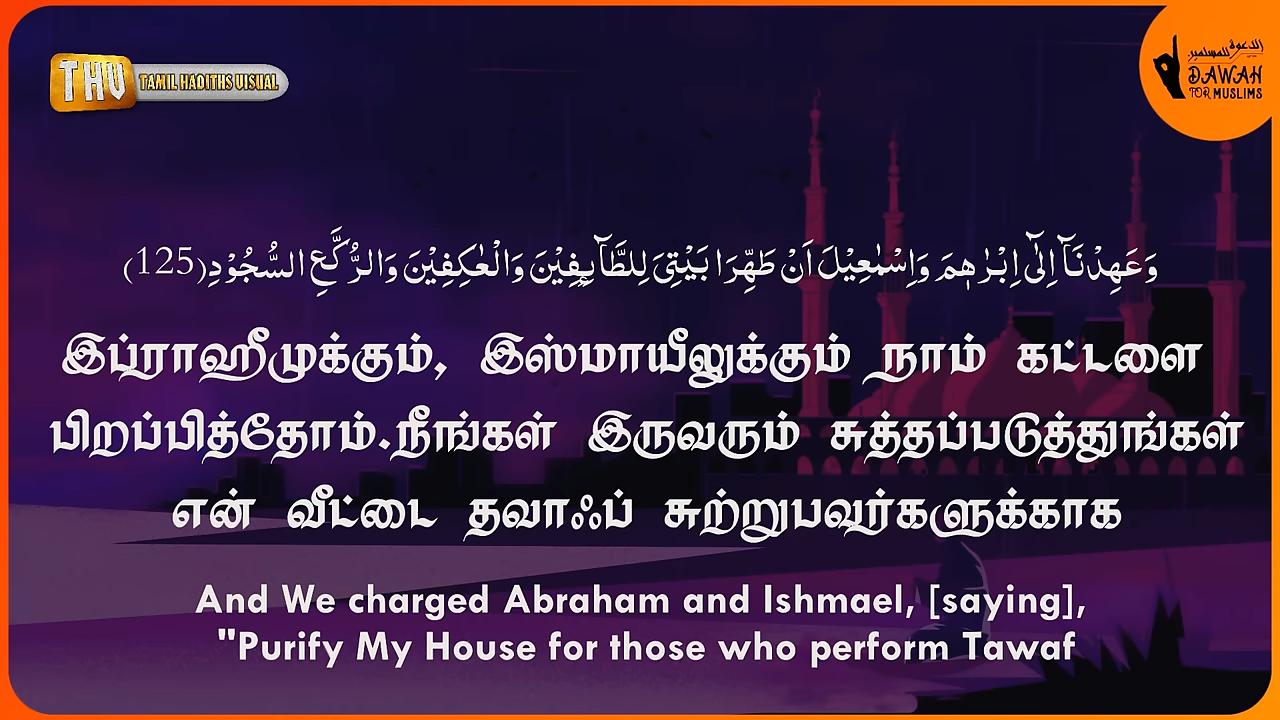 THV TAMIL HADITHS VISUAL
الدعوة للمسلمين
DAWAH
FOR MUSLIMS
وَعَهِدْنَاۤ اِلٰٓى اِبْرٰهٖمَ وَاِسْمٰعِيْلَ اَنْ طَهِّرَا بَيْتِىَ لِلطَّآٮِٕفِيْنَ وَالْعٰكِفِيْنَ وَالرُّکَّعِ السُّجُوْدِ(125)
இப்ராஹீமுக்கும், இஸ்மாயீலுக்கும் நாம் கட்டளை
பிறப்பித்தோம்.நீங்கள் இருவரும் சுத்தப்படுத்துங்கள்
என் வீட்டை தவாஃப் சுற்றுபவர்களுக்காக
And We charged Abraham and Ishmael, [saying],
"Purify My House for those who perform Tawaf